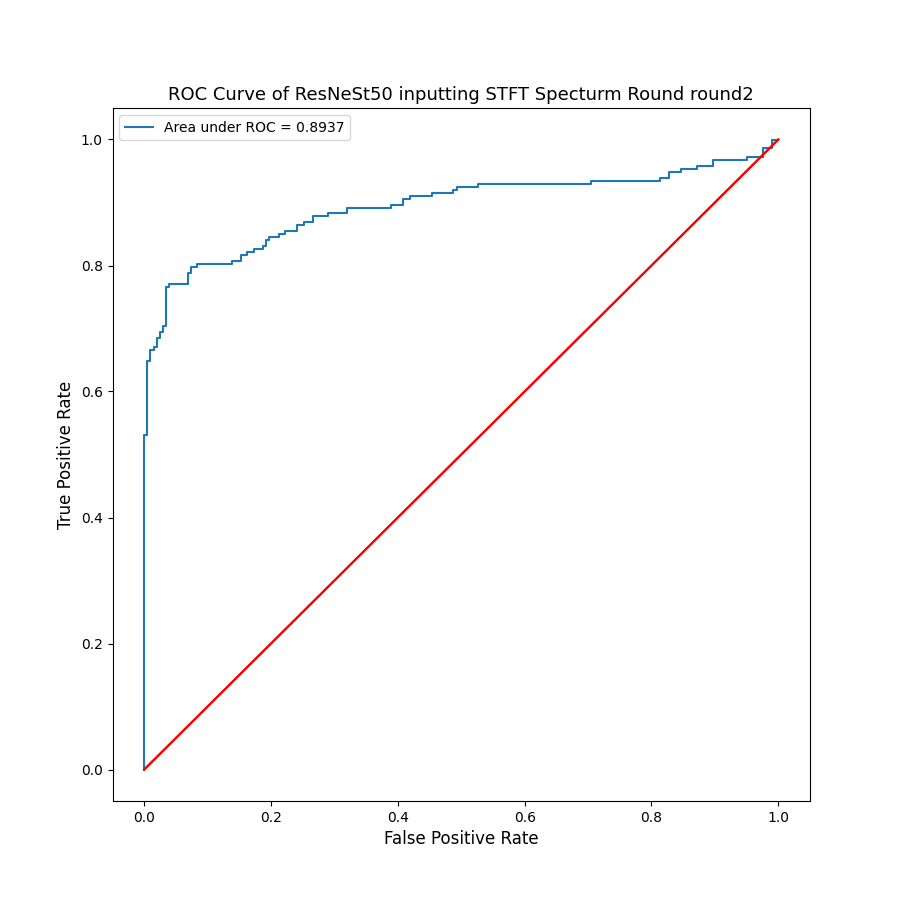 ROC Curve of ResNeSt50 inputting STFT Specturm Round round2
Area under ROC = 0.8937
1.0
0.8
0.6
0.4
0.2
0.0
True Positive Rate
0.0 0.2 0.4 0.6 0.8 1.0
False Positive Rate